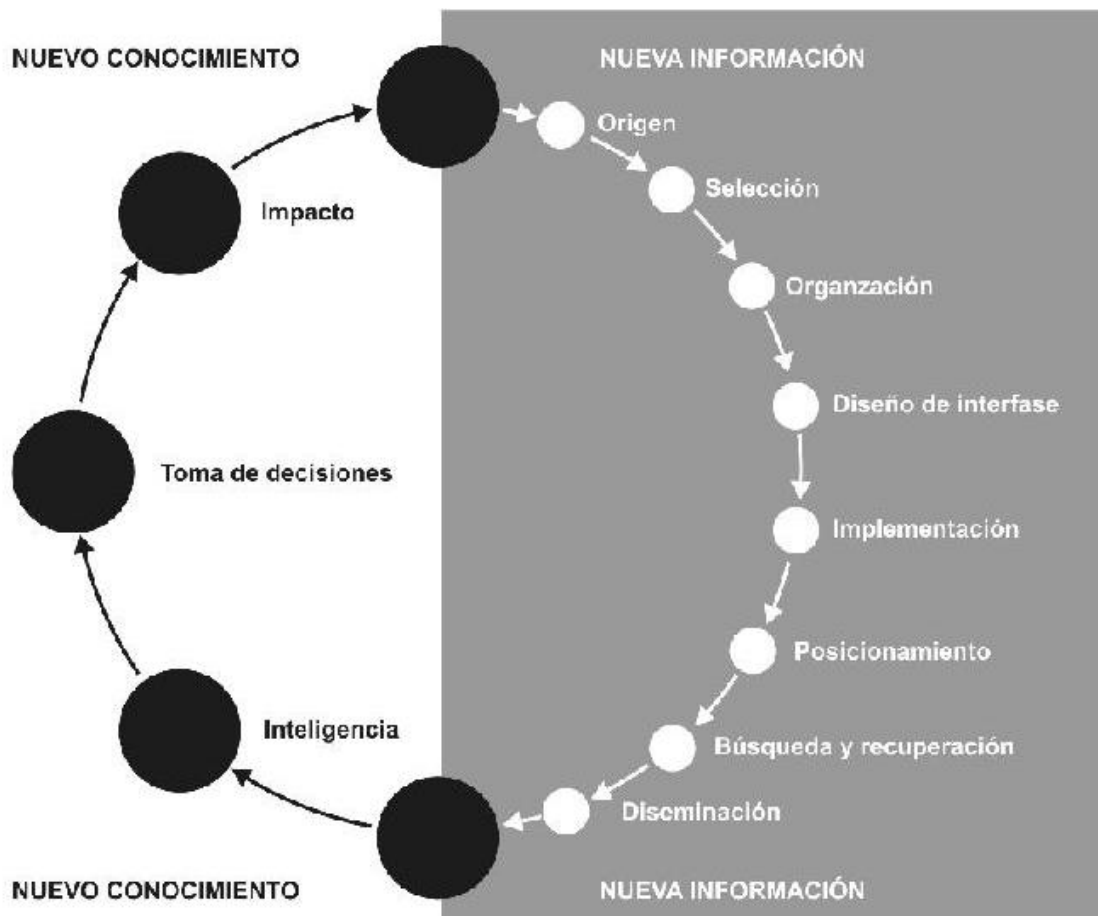 NUEVO CONOCIMIENTO
NUEVA INFORMACIÓN
Origen
Selección
Organzación
Diseño de interfase
Implementación
Posicionamiento
Búsqueda y recuperación
Diseminación
Impacto
Toma de decisiones
Inteligencia
NUEVO CONOCIMIENTO
NUEVA INFORMACIÓN